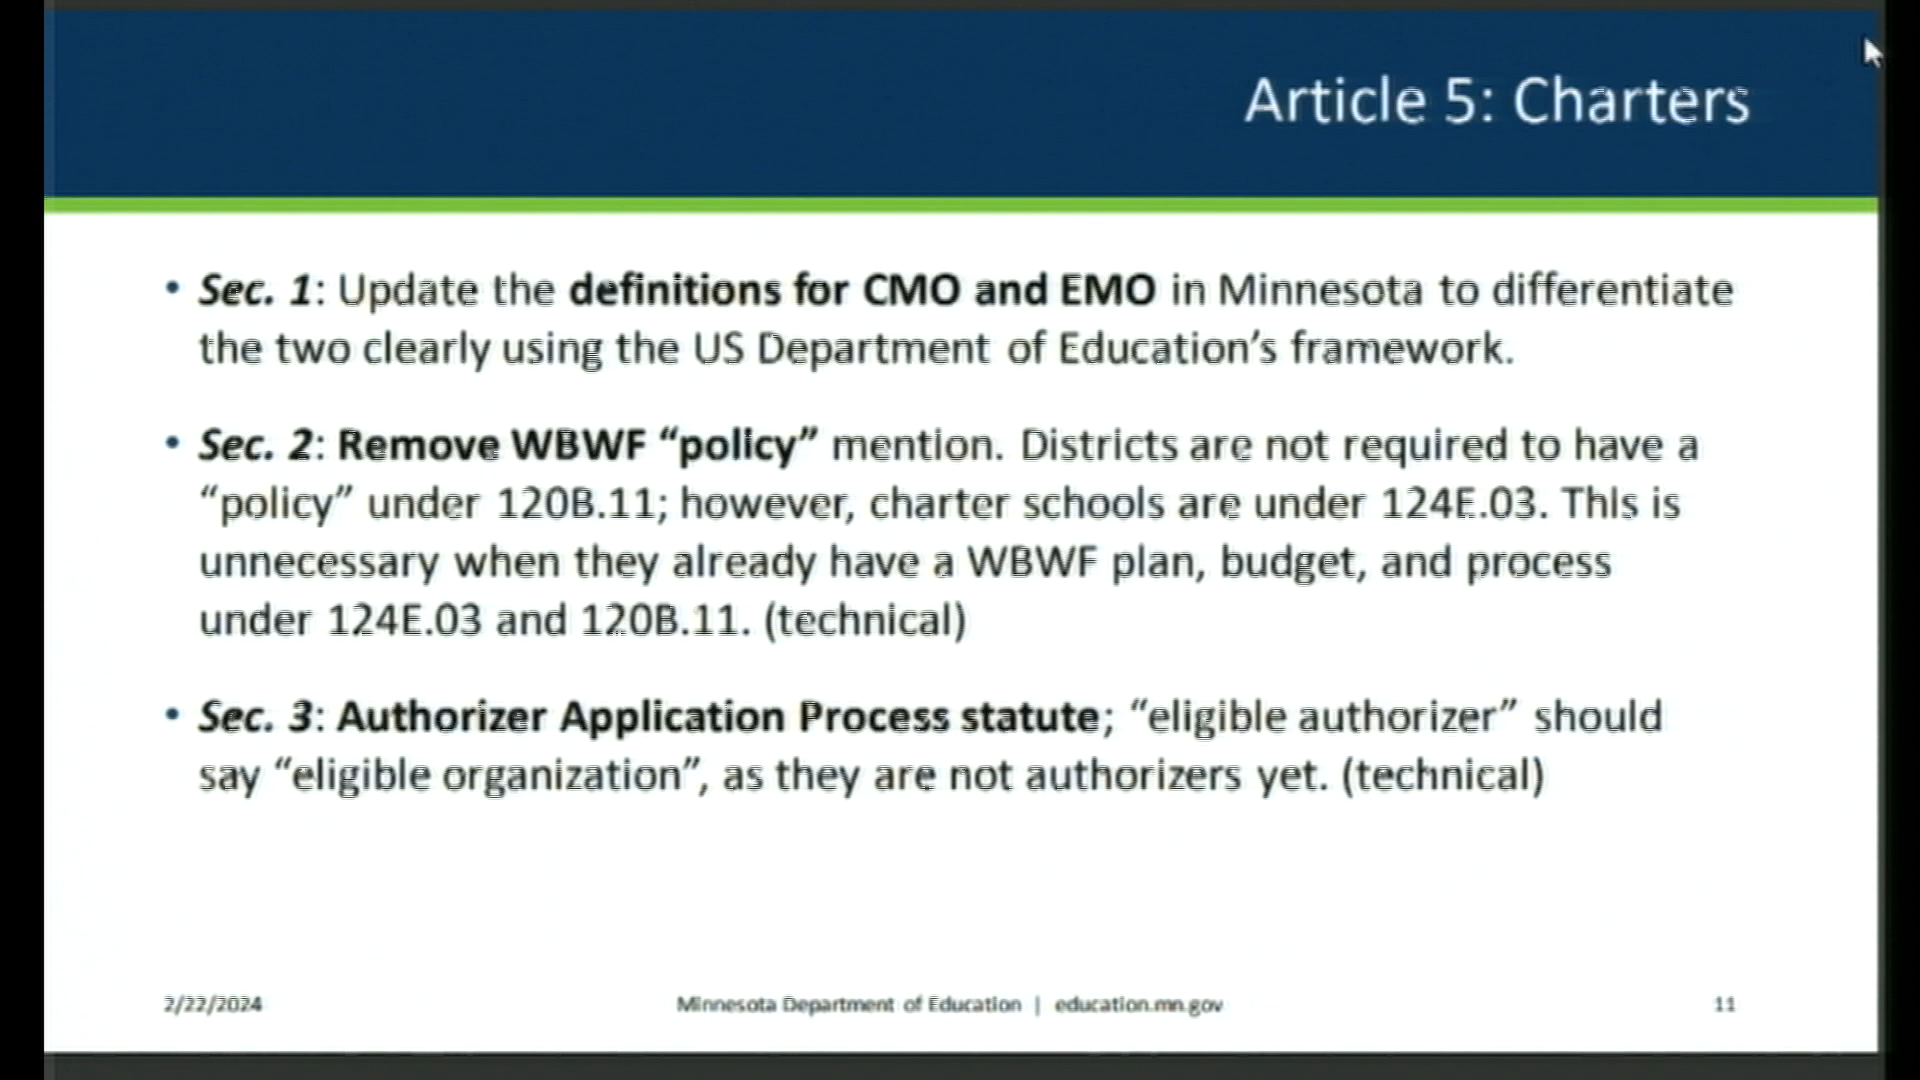 Article 5: Charters
• Sec. 1: Update the definitions for CMO and EMO in Minnesota to differentiate
the two clearly using the US Department of Education’s framework.
• Sec. 2: Remove WBWF “policy” mention. Districts are not required to have a
“policy” under 120B.11; however, charter schools are under 124E.03. This is
unnecessary when they already have a WBWF plan, budget, and process
under 124E.03 and 120B.11. (technical)
• Sec. 3: Authorizer Application Process statute; “eligible authorizer” should
say “eligible organization”, as they are not authorizers yet. (technical)
2/22/2024
Minnesota Department of Education | education.mn.gov
11